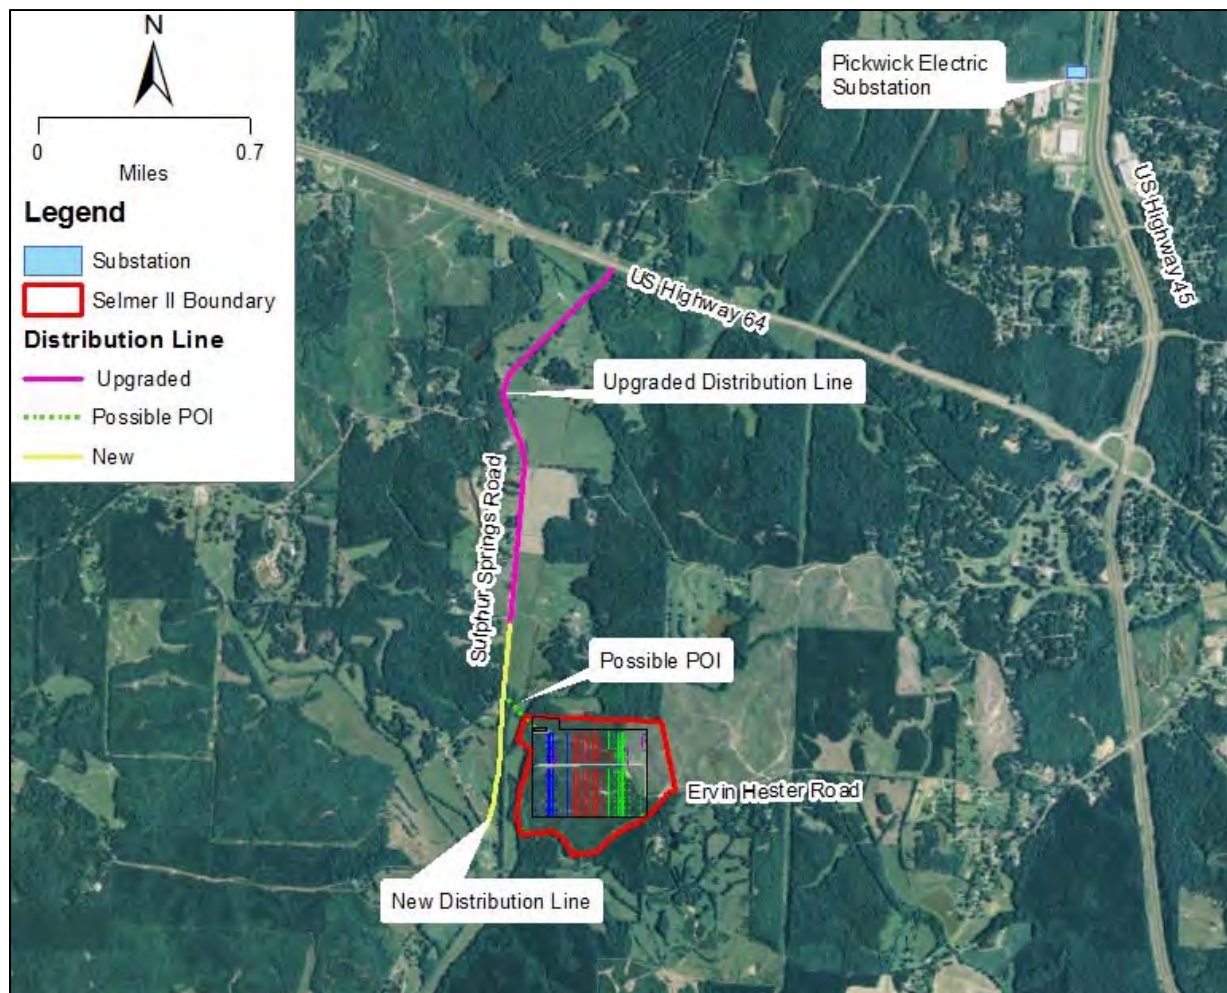 N
0 0.7
Miles
Legend
Substation
Selmer II Boundary
Distribution Line
Upgraded
Possible POI
New
Pickwick Electric
Substation
US Highway 45
US Highway 64
Upgraded Distribution Line
Sulphur Springs Road
Possible POI
Ervin Hester Road
New Distribution Line